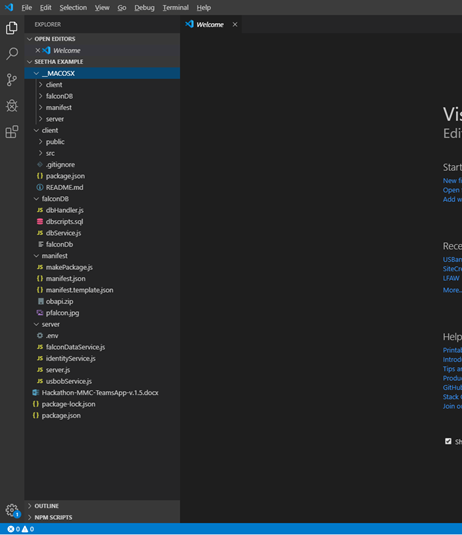 File Edit Selection View Go Debug Terminal Help
EXPLORER
Welcome
OPEN EDITORS
Welcome
SEETHA EXAMPLE
__MACOSX
client
falconDB
manifest
server
client
public
src
.gitignore
package.json
README.md
falconDB
dbHandler.js
dbscripts.sql
dbService.js
falconDb
manifest
makePackage.js
manifest.json
manifest.template.json
obapi.zip
pfalcon.jpg
server
.env
falconDataService.js
identityService.js
server.js
usbobService.js
Hackathon-MMC-TeamsApp-v.1.5.docx
package-lock.json
package.json
OUTLINE
NPM SCRIPTS
1
0 0
Vis
Edi
Start
New f
Open
Add w
Rece
USBan
SiteCr
LFAW
More..
Help
Printal
Introd
Tips ar
Produ
GitHub
Stack
Join o
Sh